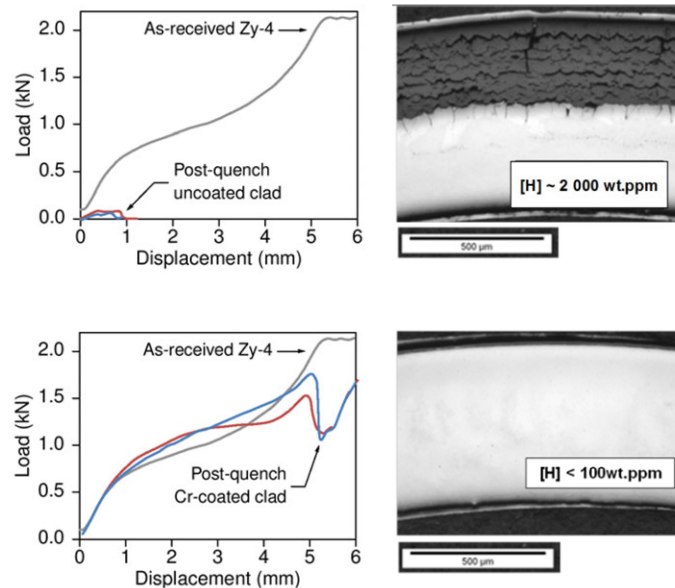 2.0
1.5
1.0
0.5
0.0
Load (kN)
As-received Zy-4
Post-quench
uncoated clad
0 1 2 3 4 5 6
Displacement (mm)
[H] ~ 2 000 wt.ppm
500 µm
2.0
1.5
1.0
0.5
0.0
Load (kN)
As-received Zy-4
Post-quench
Cr-coated clad
0 1 2 3 4 5 6
Displacement (mm)
[H] < 100wt.ppm
500 µm